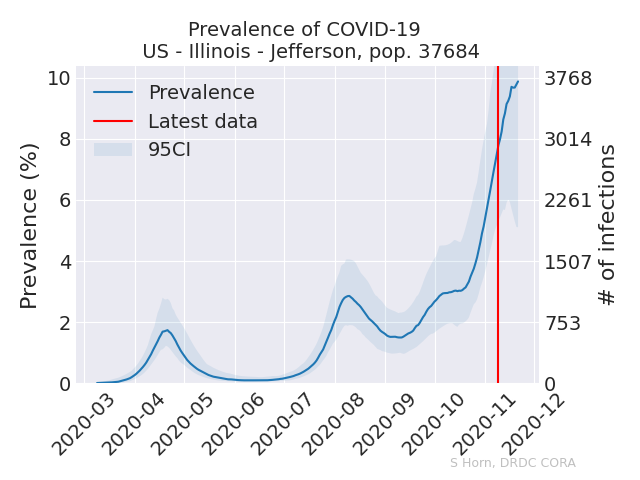 Prevalence of COVID-19
US - Illinois - Jefferson, pop. 37684
Prevalence (%)
10
8
6
4
2
0
Prevalence
Latest data
95CI
3768
3014
2261
1507
753
0
# of infections
2020-03
2020-04
2020-05
2020-06
2020-07
2020-08
2020-09
2020-10
2020-11
2020-12
S Horn, DRDC CORA